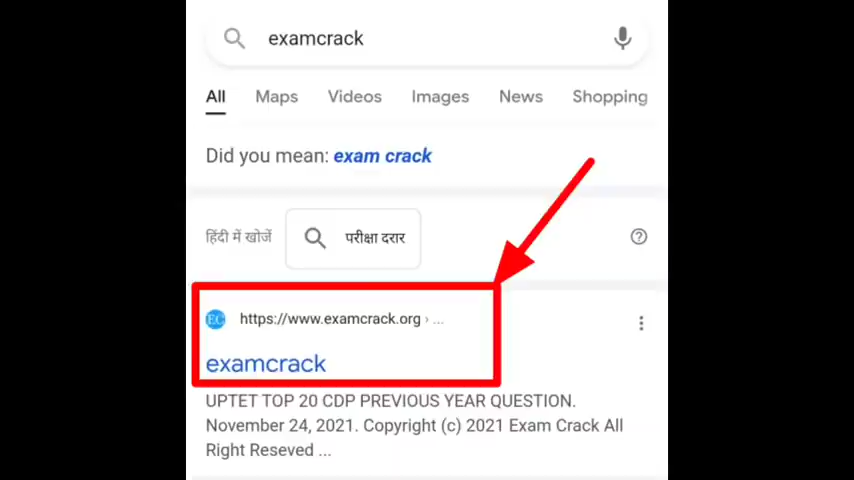 examcrack
All Maps Videos Images News Shopping
Did you mean: exam crack
हिंदी में खोजें परीक्षा दरार
EC https://www.examcrack.org › ...
examcrack
UPTET TOP 20 CDP PREVIOUS YEAR QUESTION.
November 24, 2021. Copyright (c) 2021 Exam Crack All
Right Reseved ...